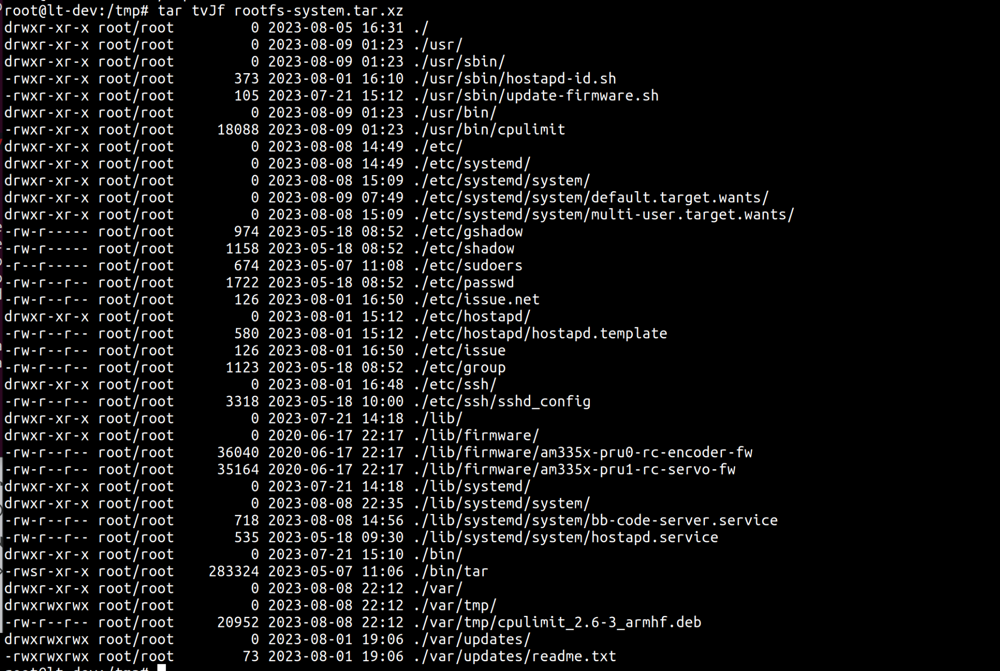 root@lt-dev:/tmp# tar tvJf rootfs-system.tar.xz
drwxr-xr-x root/root         0 2023-08-05 16:31 ./
drwxr-xr-x root/root         0 2023-08-09 01:23 ./usr/
drwxr-xr-x root/root         0 2023-08-09 01:23 ./usr/sbin/
-rwxr-xr-x root/root       373 2023-08-01 16:10 ./usr/sbin/hostapd-id.sh
-rwxr-xr-x root/root       105 2023-07-21 15:12 ./usr/sbin/update-firmware.sh
drwxr-xr-x root/root         0 2023-08-09 01:23 ./usr/bin/
-rwxr-xr-x root/root     18088 2023-08-09 01:23 ./usr/bin/cpulimit
drwxr-xr-x root/root         0 2023-08-08 14:49 ./etc/
drwxr-xr-x root/root         0 2023-08-08 14:49 ./etc/systemd/
drwxr-xr-x root/root         0 2023-08-08 15:09 ./etc/systemd/system/
drwxr-xr-x root/root         0 2023-08-09 07:49 ./etc/systemd/system/default.target.wants/
drwxr-xr-x root/root         0 2023-08-08 15:09 ./etc/systemd/system/multi-user.target.wants/
-rw-r----- root/root       974 2023-05-18 08:52 ./etc/gshadow
-rw-r----- root/root      1158 2023-05-18 08:52 ./etc/shadow
-r--r----- root/root       674 2023-05-07 11:08 ./etc/sudoers
-rw-r--r-- root/root      1722 2023-05-18 08:52 ./etc/passwd
-rw-r--r-- root/root       126 2023-08-01 16:50 ./etc/issue.net
drwxr-xr-x root/root         0 2023-08-01 15:12 ./etc/hostapd/
-rw-r--r-- root/root       580 2023-08-01 15:12 ./etc/hostapd/hostapd.template
-rw-r--r-- root/root       126 2023-08-01 16:50 ./etc/issue
-rw-r--r-- root/root      1123 2023-05-18 08:52 ./etc/group
drwxr-xr-x root/root         0 2023-08-01 16:48 ./etc/ssh/
-rw-r--r-- root/root      3318 2023-05-18 10:00 ./etc/ssh/sshd_config
drwxr-xr-x root/root         0 2023-07-21 14:18 ./lib/
drwxr-xr-x root/root         0 2020-06-17 22:17 ./lib/firmware/
-rw-r--r-- root/root     36040 2020-06-17 22:17 ./lib/firmware/am335x-pru0-rc-encoder-fw
-rw-r--r-- root/root     35164 2020-06-17 22:17 ./lib/firmware/am335x-pru1-rc-servo-fw
drwxr-xr-x root/root         0 2023-07-21 14:18 ./lib/systemd/
drwxr-xr-x root/root         0 2023-08-08 22:35 ./lib/systemd/system/
-rw-r--r-- root/root       718 2023-08-08 14:56 ./lib/systemd/system/bb-code-server.service
-rw-r--r-- root/root       535 2023-05-18 09:30 ./lib/systemd/system/hostapd.service
drwxr-xr-x root/root         0 2023-07-21 15:10 ./bin/
-rwsr-xr-x root/root    283324 2023-05-07 11:06 ./bin/tar
drwxr-xr-x root/root         0 2023-08-08 22:12 ./var/
drwxrwxrwx root/root         0 2023-08-08 22:12 ./var/tmp/
-rw-r--r-- root/root     20952 2023-08-08 22:12 ./var/tmp/cpulimit_2.6-3_armhf.deb
drwxrwxrwx root/root         0 2023-08-01 19:06 ./var/updates/
-rwxrwxrwx root/root        73 2023-08-01 19:06 ./var/updates/readme.txt
root@lt-dev:/tmp#